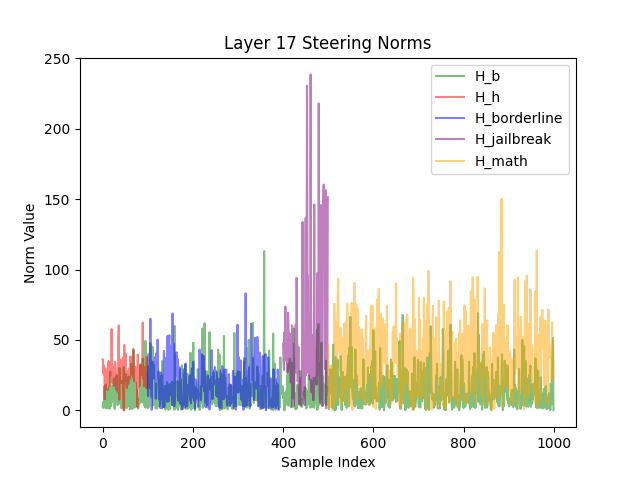 Layer 17 Steering Norms
Norm Value
250
200
150
100
50
0
H_b
H_h
H_borderline
H_jailbreak
H_math
0 200 400 600 800 1000
Sample Index